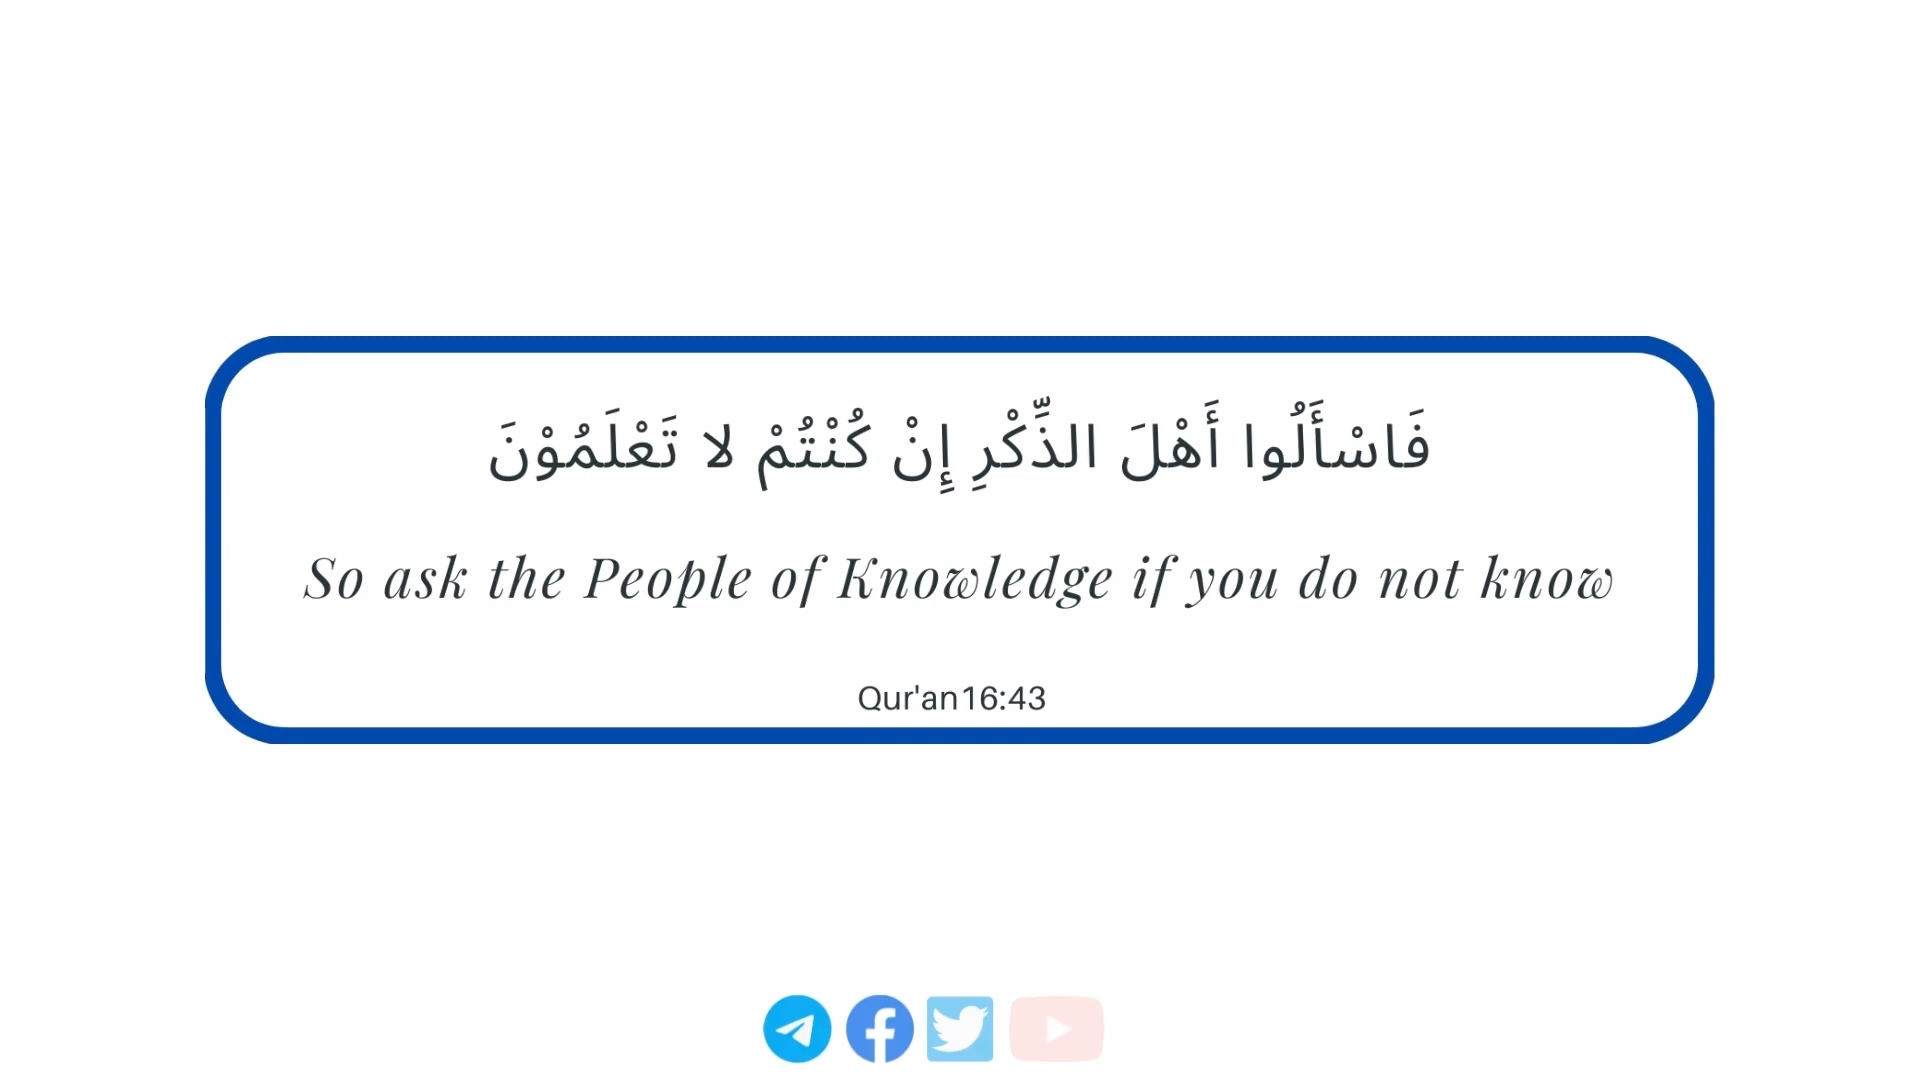 فَاسْأَلُوا أَهْلَ الذِّكْرِ إِنْ كُنْتُمْ لا تَعْلَمُوْنَ
So ask the People of Knowledge if you do not know
Qur'an16:43